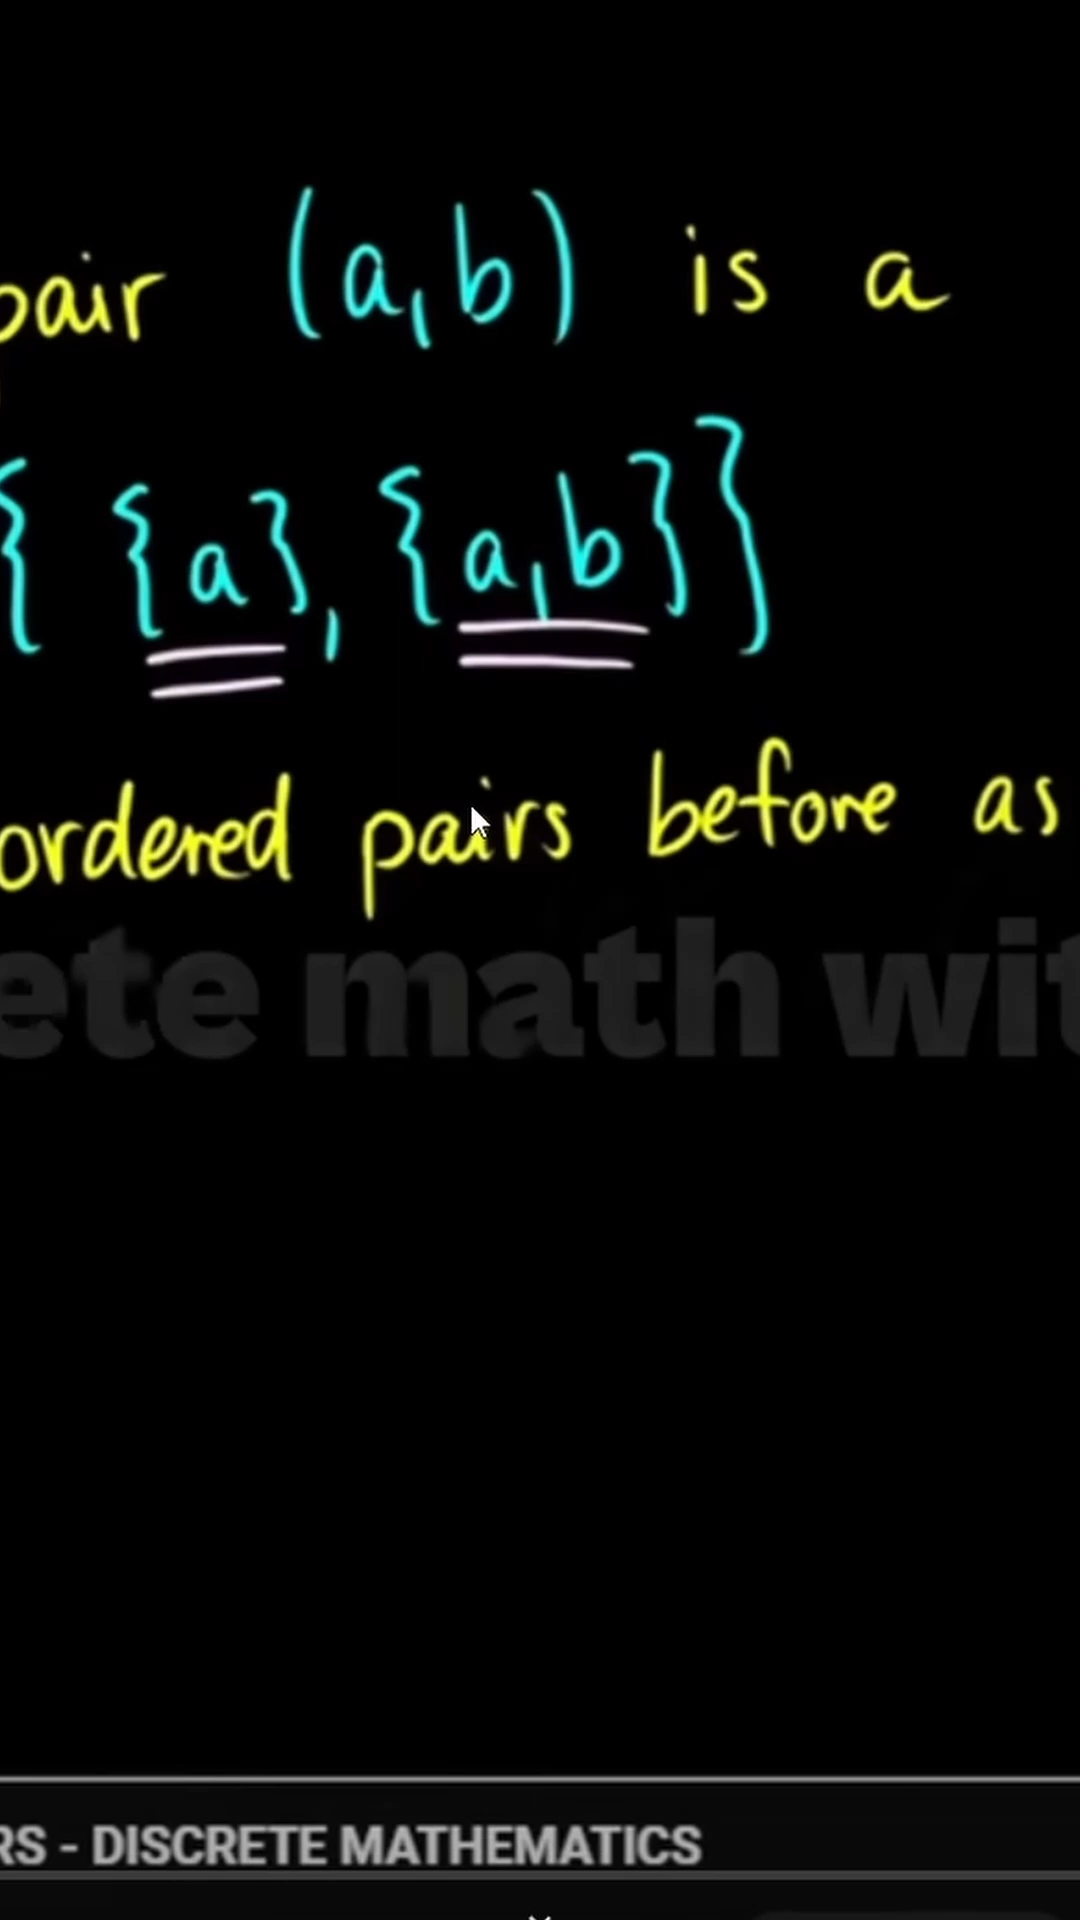 pair (a,b) is a
{ {a}, {a,b} }
ordered pairs before as
ete math wit
RS - DISCRETE MATHEMATICS